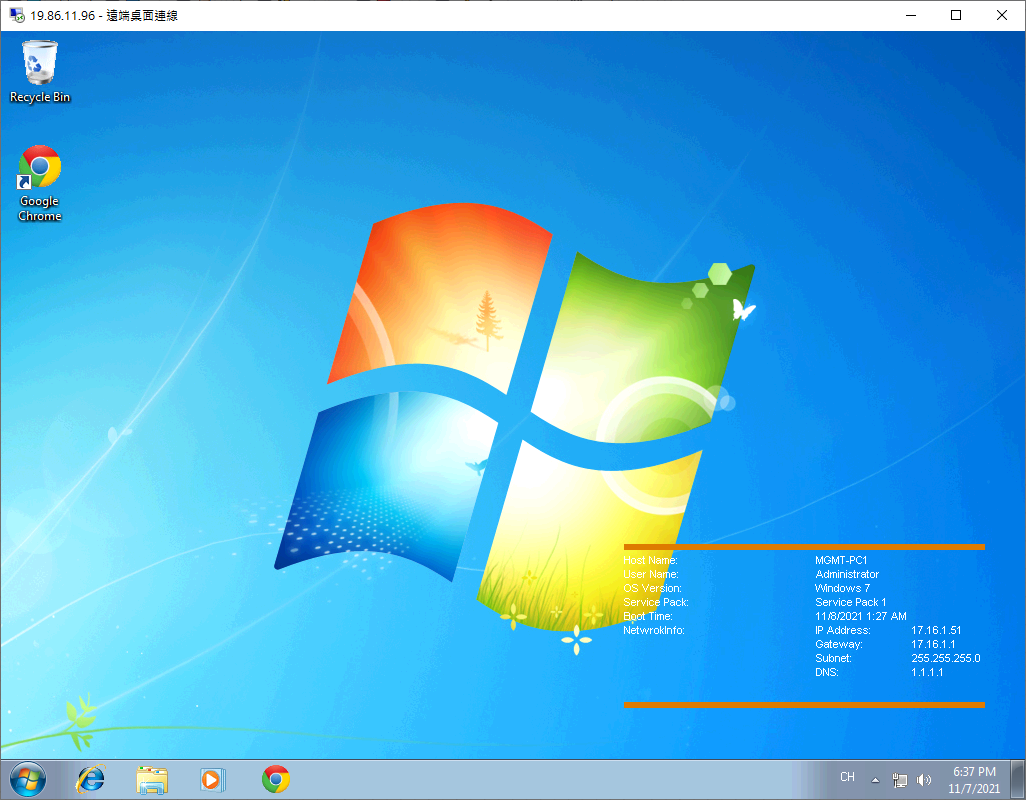 19.86.11.96 - 遠端桌面連線
Recycle Bin
Google
Chrome
Host Name: MGMT-PC1
User Name: Administrator
OS Version: Windows 7
Service Pack: Service Pack 1
Boot Time: 11/8/2021 1:27 AM
NetwrokInfo: IP Address: 17.16.1.51
Gateway: 17.16.1.1
Subnet: 255.255.255.0
DNS: 1.1.1.1
CH
6:37 PM
11/7/2021